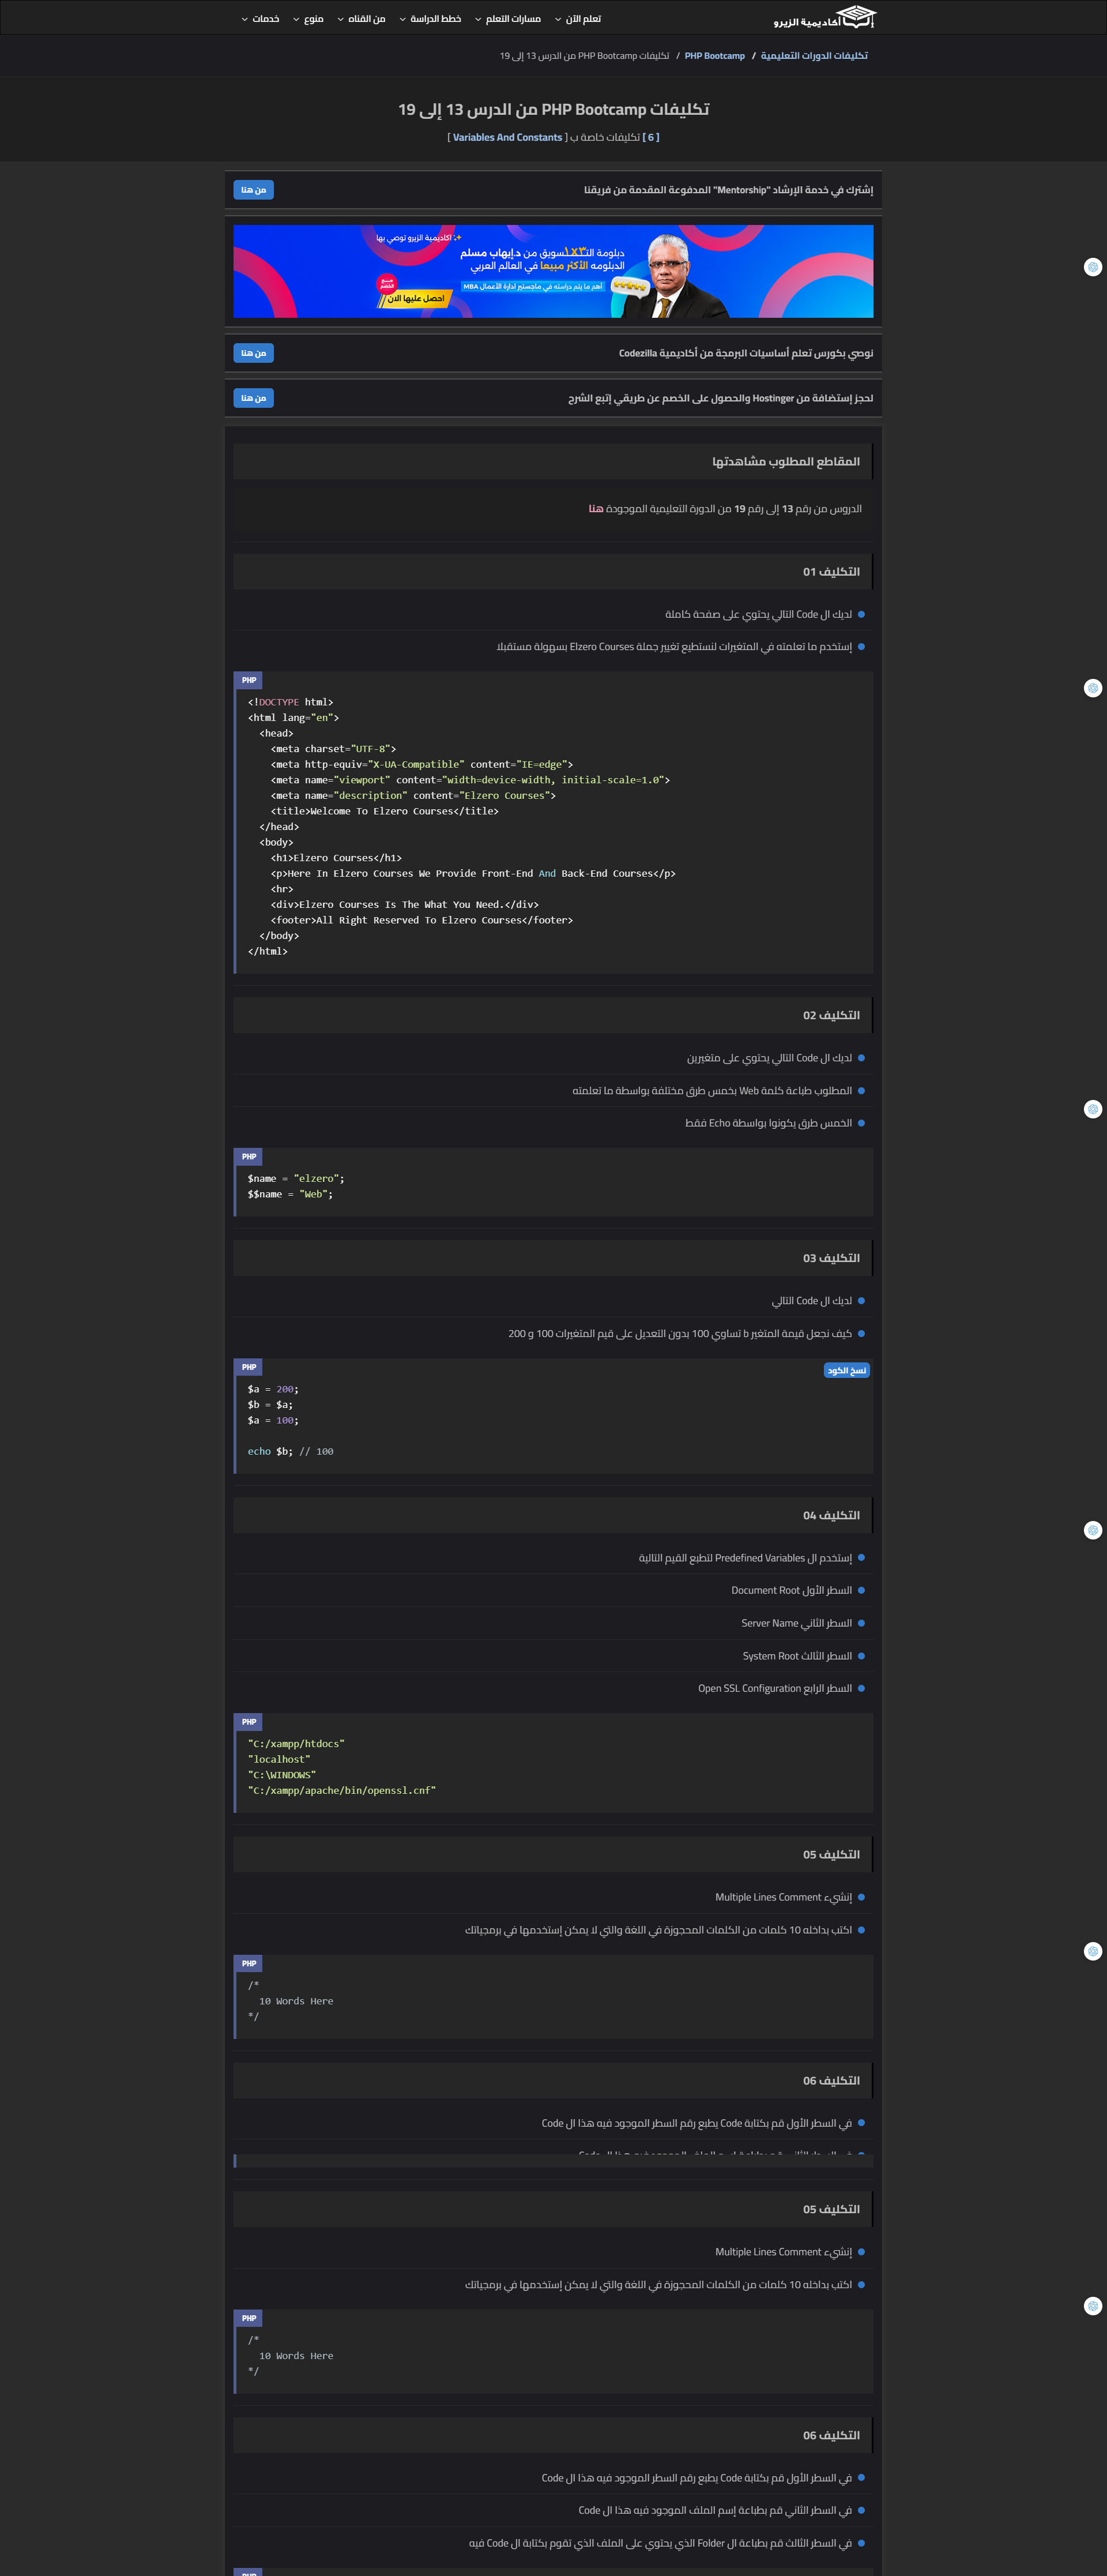 أكاديمية الزيرو
تعلم الآن
مسارات التعلم
خطط الدراسة
من القناه
منوع
خدمات
تكليفات الدورات التعليمية / PHP Bootcamp / تكليفات PHP Bootcamp من الدرس 13 إلى 19
تكليفات PHP Bootcamp من الدرس 13 إلى 19
[ 6 ] تكليفات خاصة ب [ Variables And Constants ]
إشترك في خدمة الإرشاد "Mentorship" المدفوعة المقدمة من فريقنا
من هنا
اكاديمية الزيرو توصي بها
دبلومة التسويق من د.إيهاب مسلم
الدبلومه الأكثر مبيعا في العالم العربي
أهم ما يتم دراسته في ماجستير ادارة الأعمال MBA
احصل عليها الان
نوصي بكورس تعلم أساسيات البرمجة من أكاديمية Codezilla
من هنا
لحجز إستضافة من Hostinger والحصول على الخصم عن طريقي إتبع الشرح
من هنا
المقاطع المطلوب مشاهدتها
الدروس من رقم 13 إلى رقم 19 من الدورة التعليمية الموجودة هنا
التكليف 01
لديك ال Code التالي يحتوي على صفحة كاملة
إستخدم ما تعلمته في المتغيرات لنستطيع تغيير جملة Elzero Courses بسهولة مستقبلا
PHP
<!DOCTYPE html>
<html lang="en">
<head>
<meta charset="UTF-8">
<meta http-equiv="X-UA-Compatible" content="IE=edge">
<meta name="viewport" content="width=device-width, initial-scale=1.0">
<meta name="description" content="Elzero Courses">
<title>Welcome To Elzero Courses</title>
</head>
<body>
<h1>Elzero Courses</h1>
<p>Here In Elzero Courses We Provide Front-End And Back-End Courses</p>
<hr>
<div>Elzero Courses Is The What You Need.</div>
<footer>All Right Reserved To Elzero Courses</footer>
</body>
</html>
التكليف 02
لديك ال Code التالي يحتوي على متغيرين
المطلوب طباعة كلمة Web بخمس طرق مختلفة بواسطة ما تعلمته
الخمس طرق يكونوا بواسطة Echo فقط
PHP
$name = "elzero";
$$name = "Web";
التكليف 03
لديك ال Code التالي
كيف نجعل قيمة المتغير b تساوي 100 بدون التعديل على قيم المتغيرات 100 و 200
PHP
نسخ الكود
$a = 200;
$b = $a;
$a = 100;
echo $b; // 100
التكليف 04
إستخدم ال Predefined Variables لتطبع القيم التالية
السطر الأول Document Root
السطر الثاني Server Name
السطر الثالث System Root
السطر الرابع Open SSL Configuration
PHP
"C:/xampp/htdocs"
"localhost"
"C:\WINDOWS"
"C:/xampp/apache/bin/openssl.cnf"
التكليف 05
إنشيء Multiple Lines Comment
اكتب بداخله 10 كلمات من الكلمات المحجوزة في اللغة والتي لا يمكن إستخدمها في برمجياتك
PHP
/*
10 Words Here
*/
التكليف 06
في السطر الأول قم بكتابة Code يطبع رقم السطر الموجود فيه هذا ال Code
التكليف 05
إنشيء Multiple Lines Comment
اكتب بداخله 10 كلمات من الكلمات المحجوزة في اللغة والتي لا يمكن إستخدمها في برمجياتك
PHP
/*
10 Words Here
*/
التكليف 06
في السطر الأول قم بكتابة Code يطبع رقم السطر الموجود فيه هذا ال Code
في السطر الثاني قم بطباعة إسم الملف الموجود فيه هذا ال Code
في السطر الثالث قم بطباعة ال Folder الذي يحتوي على الملف الذي تقوم بكتابة ال Code فيه